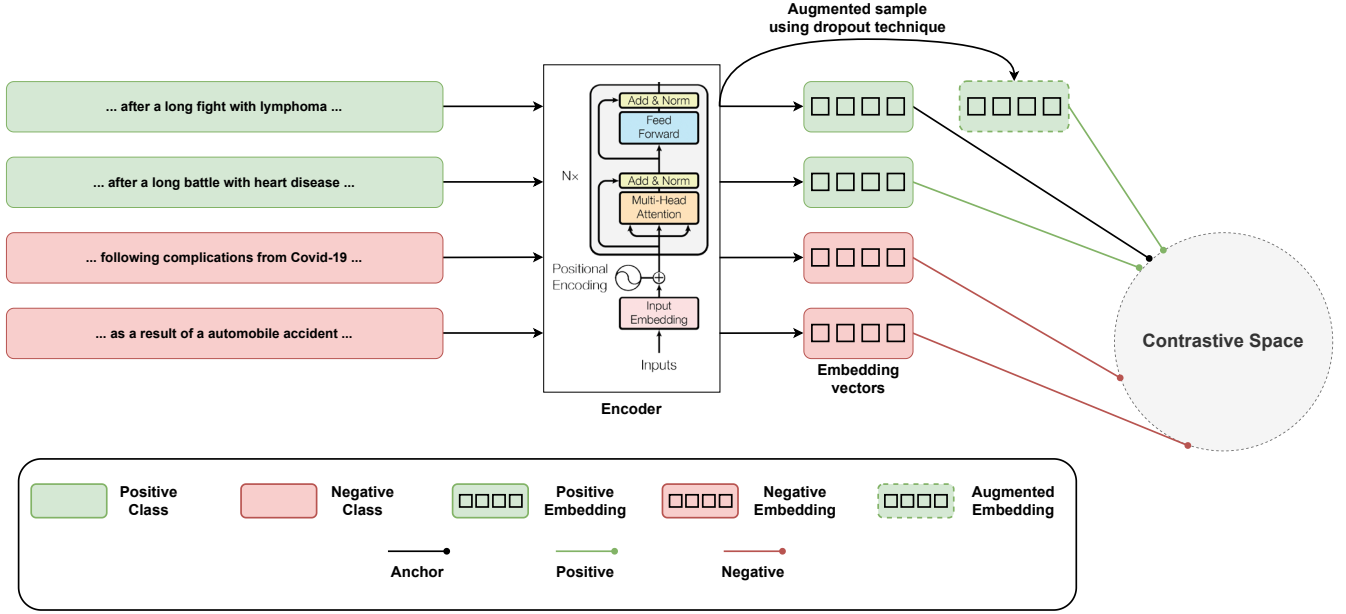 Augmented sample
using dropout technique
... after a long fight with lymphoma ...
... after a long battle with heart disease ...
... following complications from Covid-19 ...
... as a result of a automobile accident ...
Add & Norm
Feed
Forward
N×
Add & Norm
Multi-Head
Attention
Positional
Encoding
Input
Embedding
Inputs
Encoder
Embedding
vectors
Contrastive Space
Positive
Class
Negative
Class
Positive
Embedding
Negative
Embedding
Augmented
Embedding
Anchor
Positive
Negative